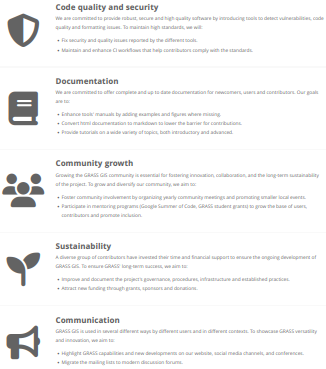 Code quality and security
We are committed to provide robust, secure and high-quality software by introducing tools to detect vulnerabilities, code
quality and formatting issues. To maintain high standards, we will:
• Fix security and quality issues reported by the different tools.
• Maintain and enhance CI workflows that help contributors comply with the standards.
Documentation
We are committed to offer complete and up to date documentation for newcomers, users and contributors. Our goals
are to:
• Enhance tools' manuals by adding examples and figures where missing.
• Convert html documentation to markdown to lower the barrier for contributions.
• Provide tutorials on a wide variety of topics, both introductory and advanced.
Community growth
Growing the GRASS GIS community is essential for fostering innovation, collaboration, and the long-term sustainability
of the project. To grow and diversify our community, we aim to:
• Foster community involvement by organizing yearly community meetings and promoting smaller local events.
• Participate in mentoring programs (Google Summer of Code, GRASS student grants) to grow the base of users,
contributors and promote inclusion.
Sustainability
A diverse group of contributors have invested their time and financial support to ensure the ongoing development of
GRASS GIS. To ensure GRASS' long-term success, we aim to:
• Improve and document the project's governance, procedures, infrastructure and established practices.
• Attract new funding through grants, sponsors and donations.
Communication
GRASS GIS is used in several different ways by different users and in different contexts. To showcase GRASS versatility
and innovation, we aim to:
• Highlight GRASS capabilities and new developments on our website, social media channels, and conferences.
• Migrate the mailing lists to modern discussion forums.